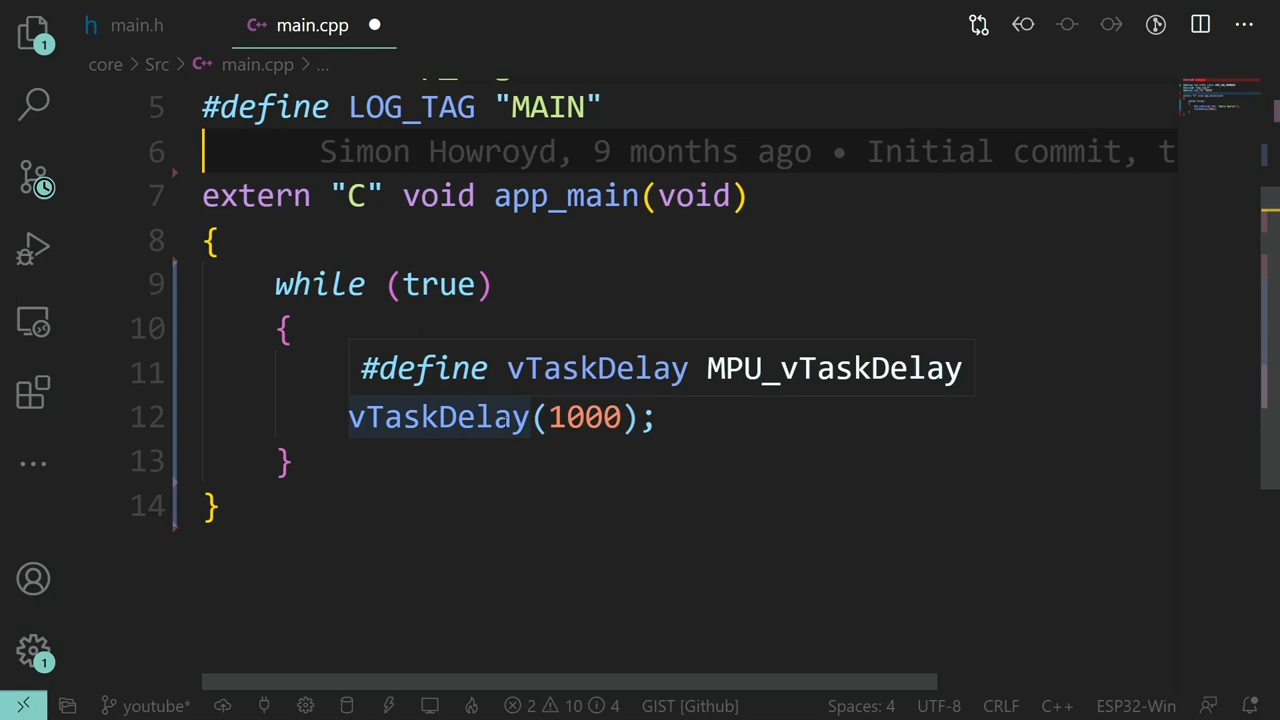 main.h
main.cpp
core > Src > main.cpp > ...
5 #define LOG_TAG "MAIN"
6 Simon Howroyd, 9 months ago • Initial commit, t
7 extern "C" void app_main(void)
8 {
9 while (true)
10 {
11 #define vTaskDelay MPU_vTaskDelay
12 vTaskDelay(1000);
13 }
14 }
1
1
youtube* 2 10 4 GIST [Github] Spaces: 4 UTF-8 CRLF C++ ESP32-Win